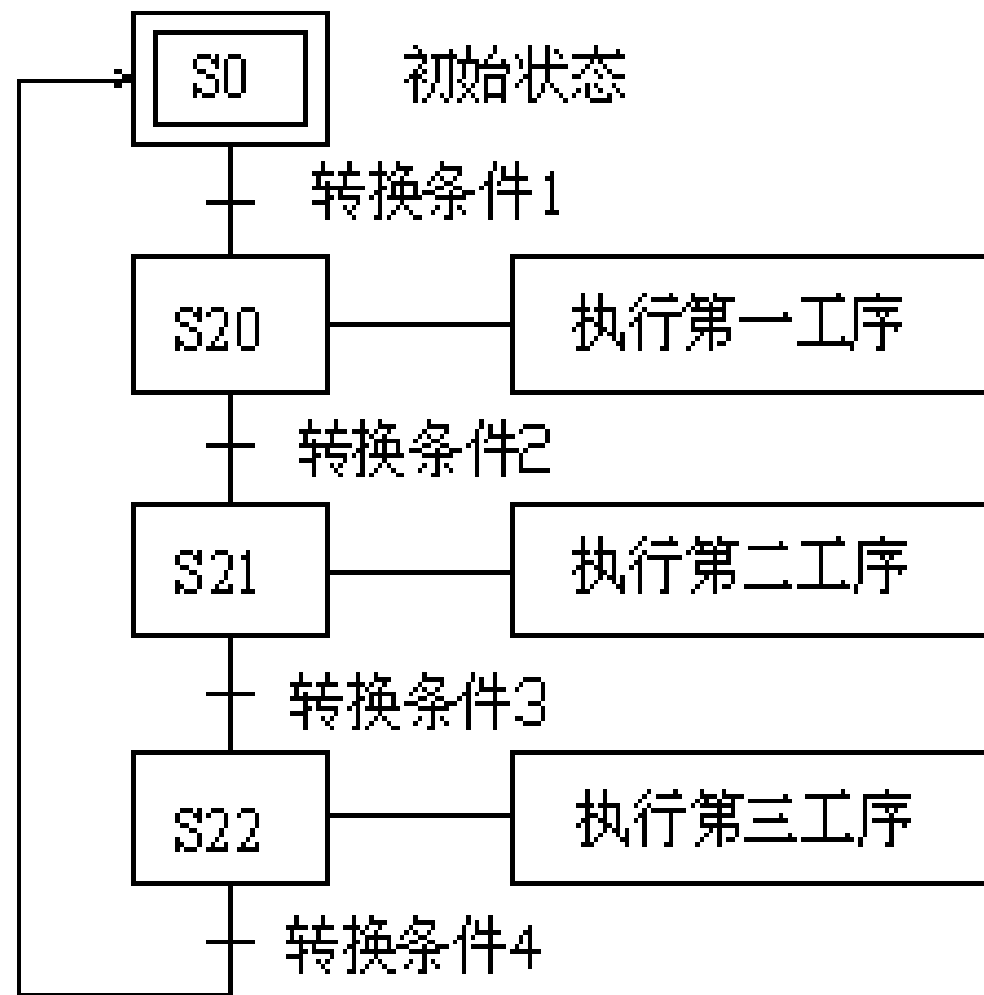 S0
初始状态
转换条件1
S20
执行第一工序
转换条件2
S21
执行第二工序
转换条件3
S22
执行第三工序
转换条件4